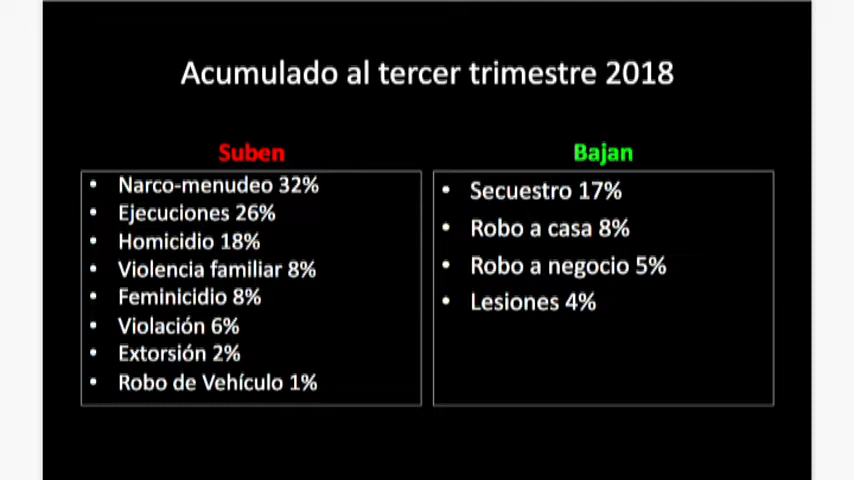 Acumulado al tercer trimestre 2018
Suben
• Narco-menudeo 32%
• Ejecuciones 26%
• Homicidio 18%
• Violencia familiar 8%
• Feminicidio 8%
• Violación 6%
• Extorsión 2%
• Robo de Vehículo 1%
Bajan
• Secuestro 17%
• Robo a casa 8%
• Robo a negocio 5%
• Lesiones 4%